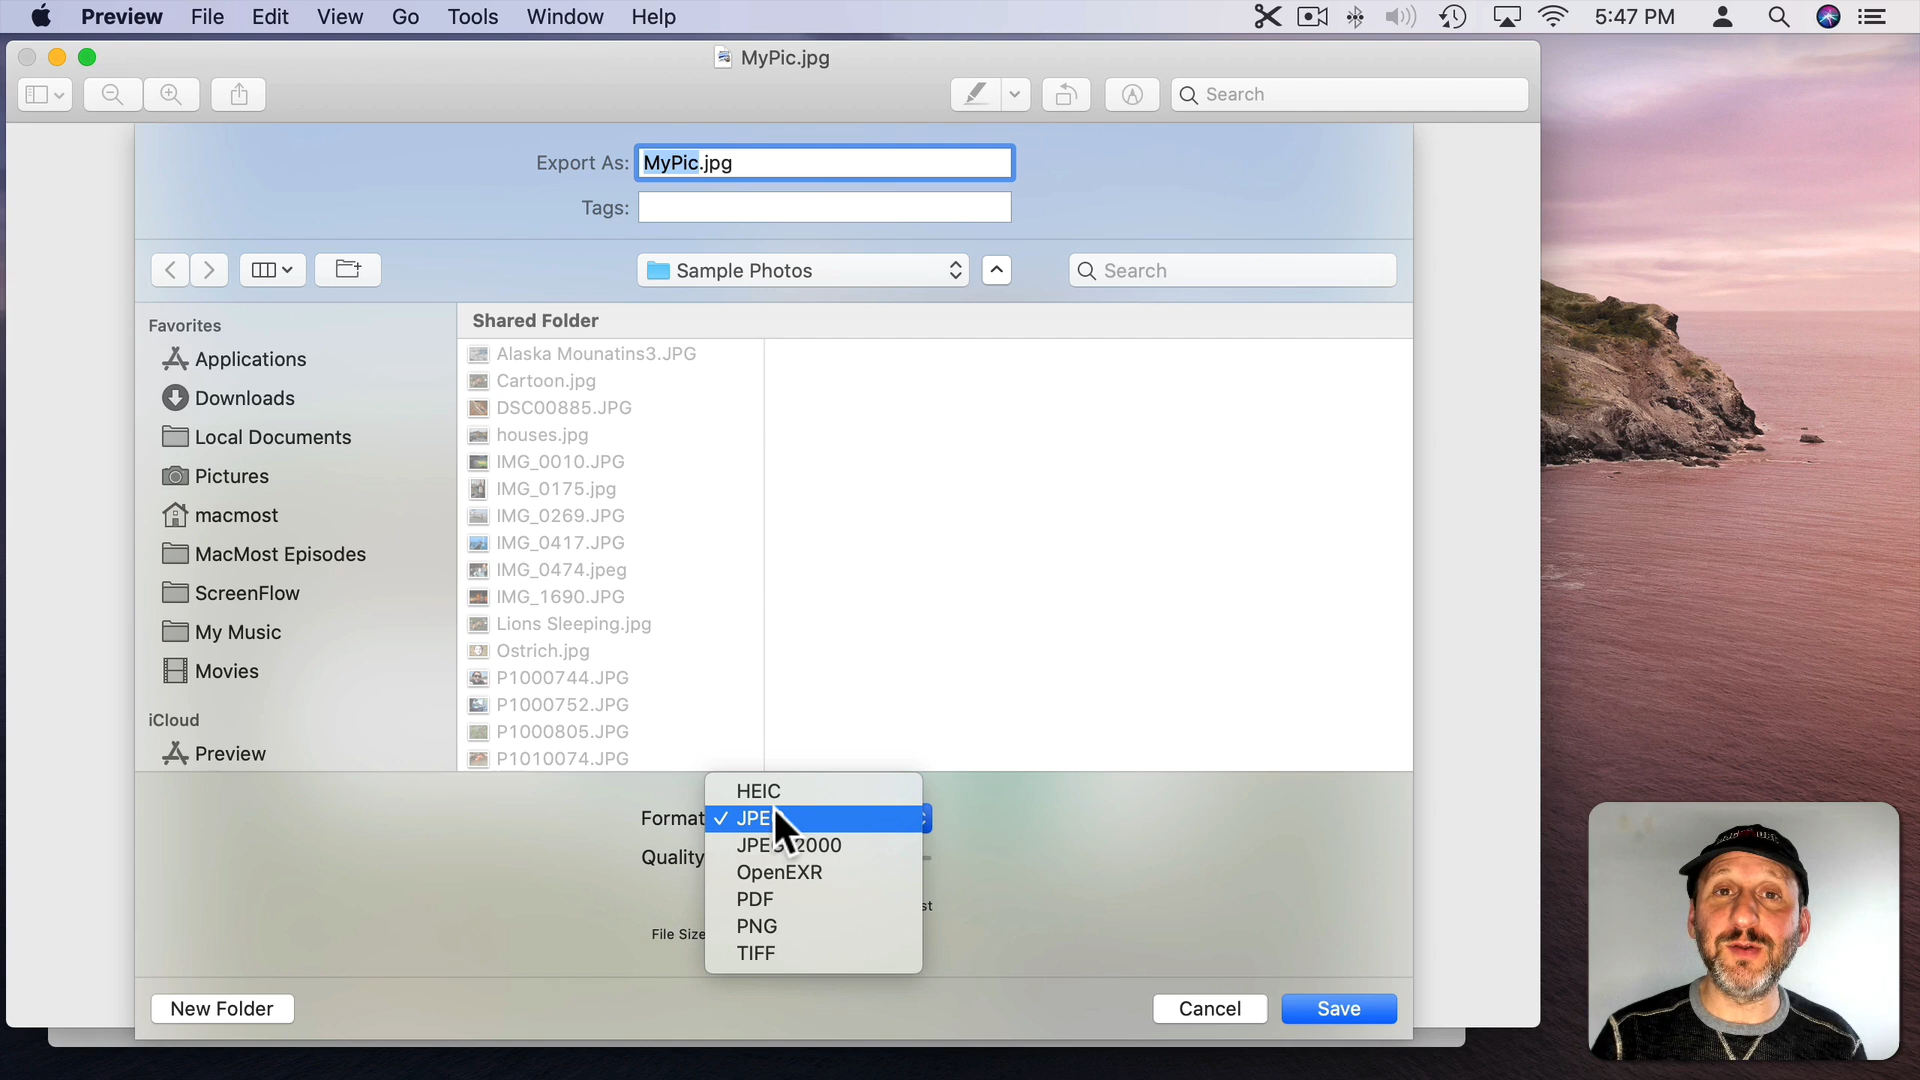 Preview File Edit View Go Tools Window Help 5:47 PM
MyPic.jpg
Search
Export As: MyPic.jpg
Tags:
Sample Photos
Search
Favorites
Applications
Downloads
Local Documents
Pictures
macmost
MacMost Episodes
ScreenFlow
My Music
Movies
iCloud
Preview
Shared Folder
Alaska Mounatins3.JPG
Cartoon.jpg
DSC00885.JPG
houses.jpg
IMG_0010.JPG
IMG_0175.jpg
IMG_0269.JPG
IMG_0417.JPG
IMG_0474.jpeg
IMG_1690.JPG
Lions Sleeping.jpg
Ostrich.jpg
P1000744.JPG
P1000752.JPG
P1000805.JPG
P1010074.JPG
HEIC
Format ✓ JPE
JPE 2000
Quality
OpenEXR
PDF
st
PNG
File Size
TIFF
New Folder
Cancel
Save